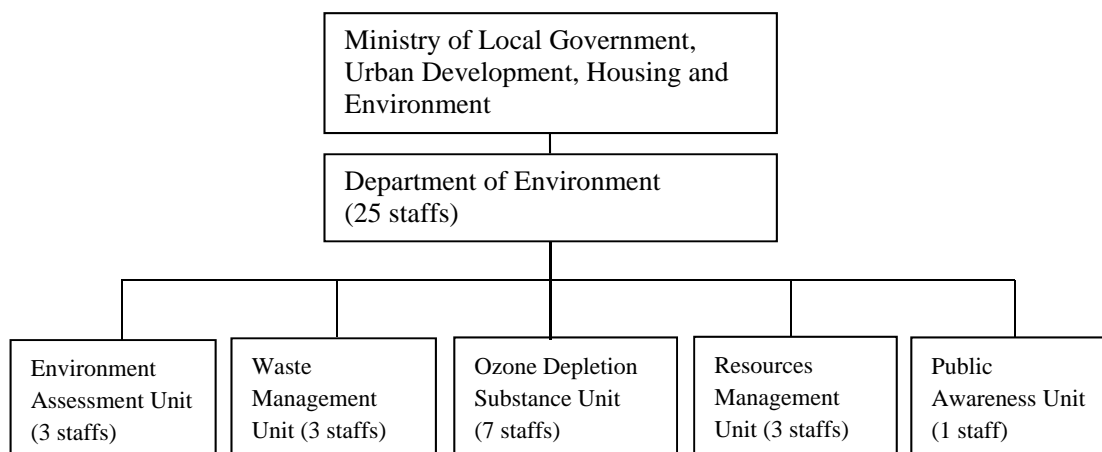 Ministry of Local Government,
Urban Development, Housing and
Environment
Department of Environment
(25 staffs)
Environment
Assessment Unit
(3 staffs)
Waste
Management
Unit (3 staffs)
Ozone Depletion
Substance Unit
(7 staffs)
Resources
Management
Unit (3 staffs)
Public
Awareness Unit
(1 staff)